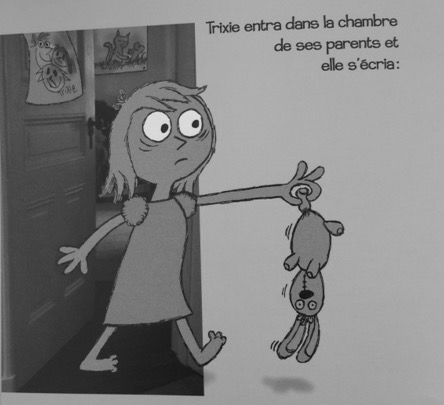 Trixie entra dans la chambre
de ses parents et
elle s'écria: